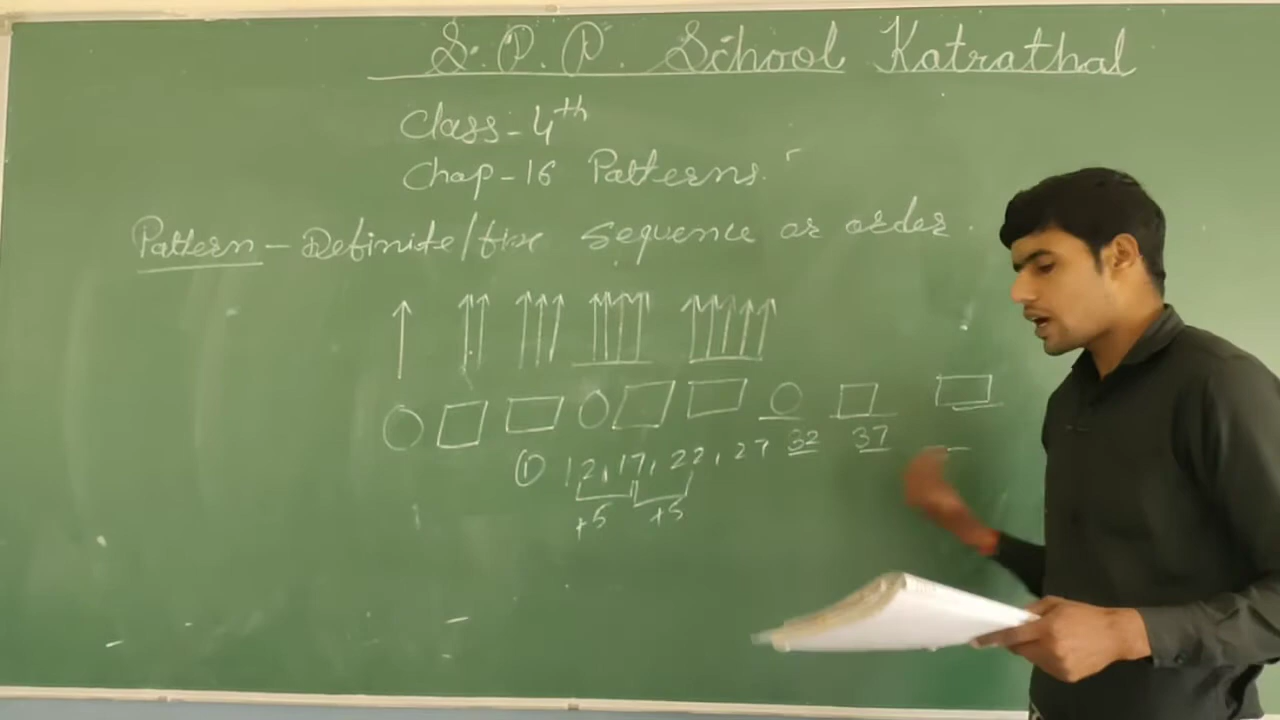 S. P. P. School Katrathal
Class - 4th
Chap - 16 Patterns.
Pattern - Definite/fix sequence or order.
① 12, 17, 22, 27 32 37
+5 +5